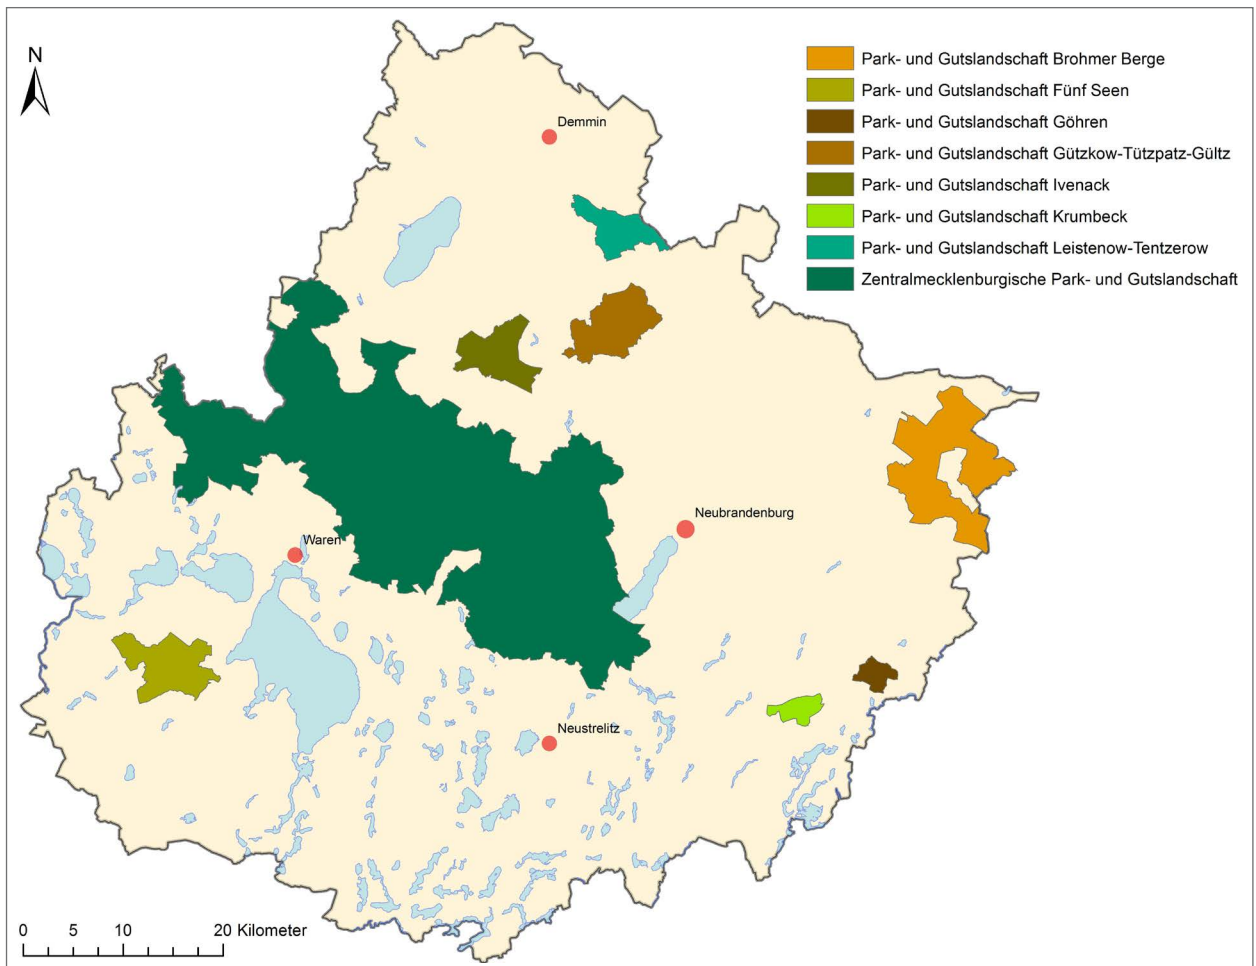 N
Park- und Gutslandschaft Brohmer Berge
Park- und Gutslandschaft Fünf Seen
Park- und Gutslandschaft Göhren
Park- und Gutslandschaft Gützkow-Tützpatz-Gültz
Park- und Gutslandschaft Ivenack
Park- und Gutslandschaft Krumbeck
Park- und Gutslandschaft Leistenow-Tentzerow
Zentralmecklenburgische Park- und Gutslandschaft
Demmin
Neubrandenburg
Waren
Neustrelitz
0 5 10 20 Kilometer